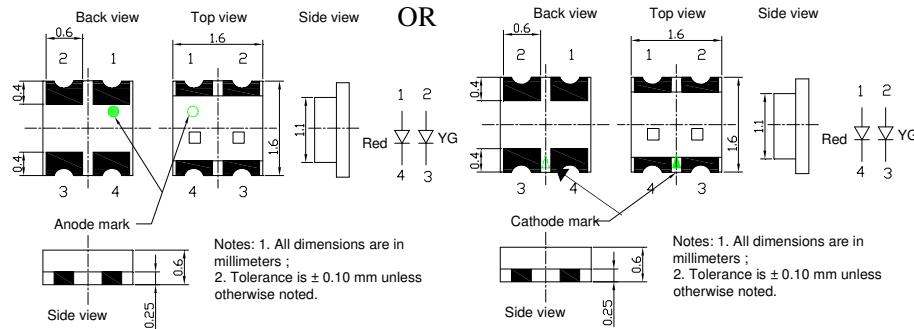 Back view
Top view
Side view
OR
Back view
Top view
Side view
0.6
1.6
0.6
1.6
2
1
1
2
2
1
1
2
0.4
0.4
1.1
1.6
1
2
Red
YG
4
3
0.4
0.4
1.1
1.6
1
2
Red
YG
4
3
3
4
4
3
3
4
4
3
Anode mark
Cathode mark
Notes: 1. All dimensions are in
millimeters ;
2. Tolerance is ± 0.10 mm unless
otherwise noted.
0.6
0.25
Side view
Notes: 1. All dimensions are in
millimeters ;
2. Tolerance is ± 0.10 mm unless
otherwise noted.
0.6
0.25
Side view